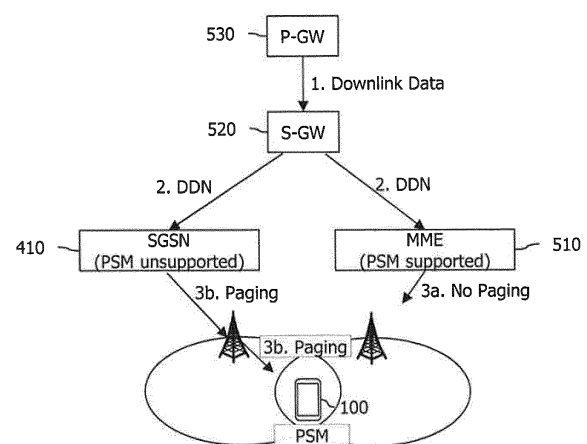 530
P-GW
1. Downlink Data
520
S-GW
2. DDN
2. DDN
410
SGSN
(PSM unsupported)
MME
(PSM supported)
510
3b. Paging
3a. No Paging
3b. Paging
100
PSM